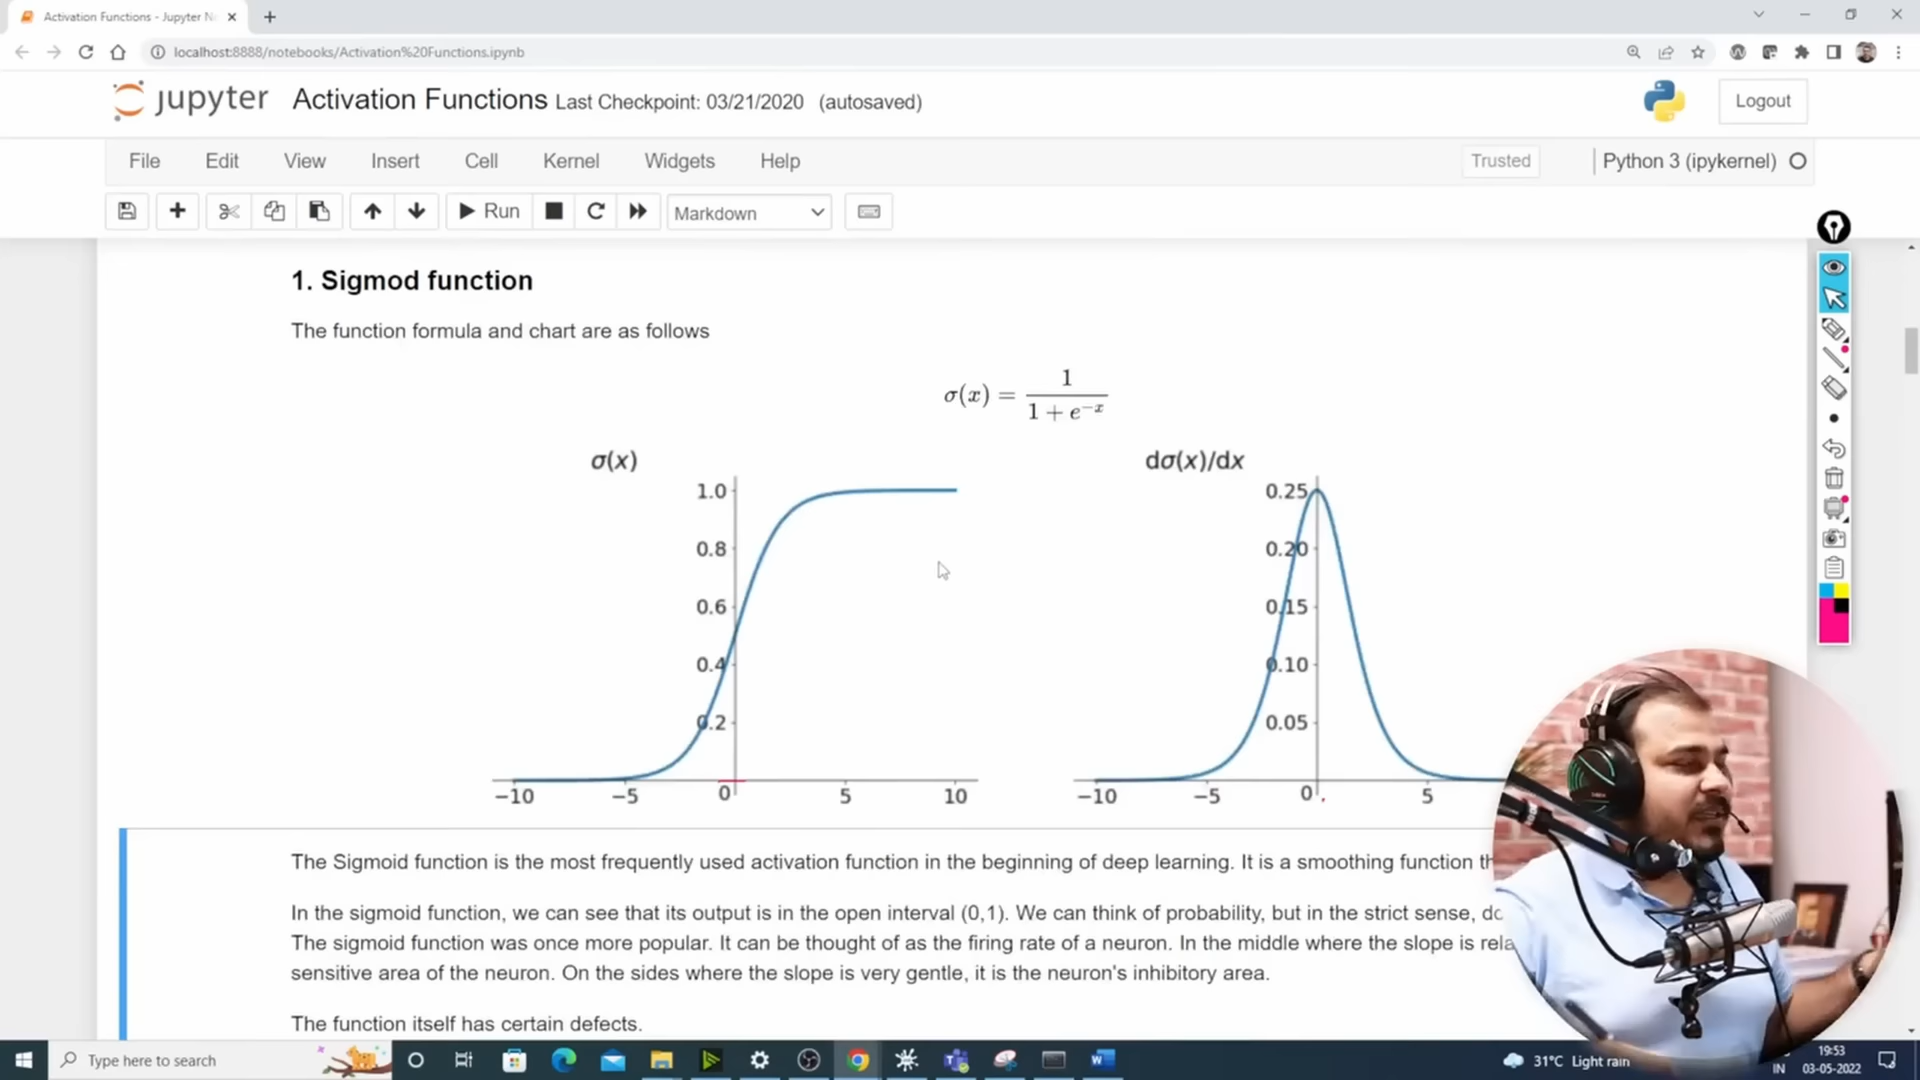 Activation Functions - Jupyter No
localhost:8888/notebooks/Activation%20Functions.ipynb
jupyter Activation Functions Last Checkpoint: 03/21/2020 (autosaved)
Logout
File Edit View Insert Cell Kernel Widgets Help
Trusted
Python 3 (ipykernel)
Run
Markdown
1. Sigmod function
The function formula and chart are as follows
σ(x) = 1 / (1 + e^{-x})
σ(x)
1.0
0.8
0.6
0.4
0.2
−10 −5 0 5 10
dσ(x)/dx
0.25
0.20
0.15
0.10
0.05
−10 −5 0 5
The Sigmoid function is the most frequently used activation function in the beginning of deep learning. It is a smoothing function
In the sigmoid function, we can see that its output is in the open interval (0,1). We can think of probability, but in the strict sense,
The sigmoid function was once more popular. It can be thought of as the firing rate of a neuron. In the middle where the slope is
sensitive area of the neuron. On the sides where the slope is very gentle, it is the neuron's inhibitory area.
The function itself has certain defects.
Type here to search
31°C Light rain
IN
19:53
03-05-2022